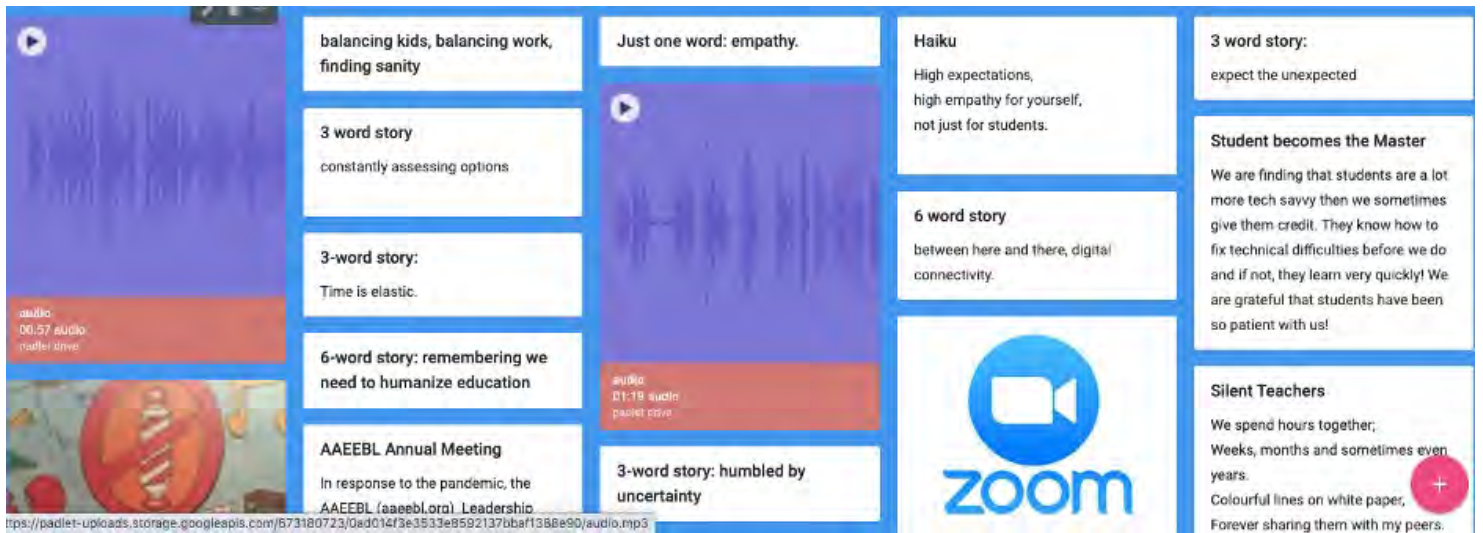 audio
00:57 audio
padlet drive
balancing kids, balancing work,
finding sanity
3 word story
constantly assessing options
3-word story:
Time is elastic.
6-word story: remembering we
need to humanize education
AAEEBL Annual Meeting
In response to the pandemic, the
AAEEBL (aaeebl.org) Leadership
Just one word: empathy.
audio
01:19 audio
padlet drive
3-word story: humbled by
uncertainty
Haiku
High expectations,
high empathy for yourself,
not just for students.
6 word story
between here and there, digital
connectivity.
zoom
3 word story:
expect the unexpected
Student becomes the Master
We are finding that students are a lot
more tech savvy then we sometimes
give them credit. They know how to
fix technical difficulties before we do
and if not, they learn very quickly! We
are grateful that students have been
so patient with us!
Silent Teachers
We spend hours together;
Weeks, months and sometimes even
years.
Colourful lines on white paper,
Forever sharing them with my peers.